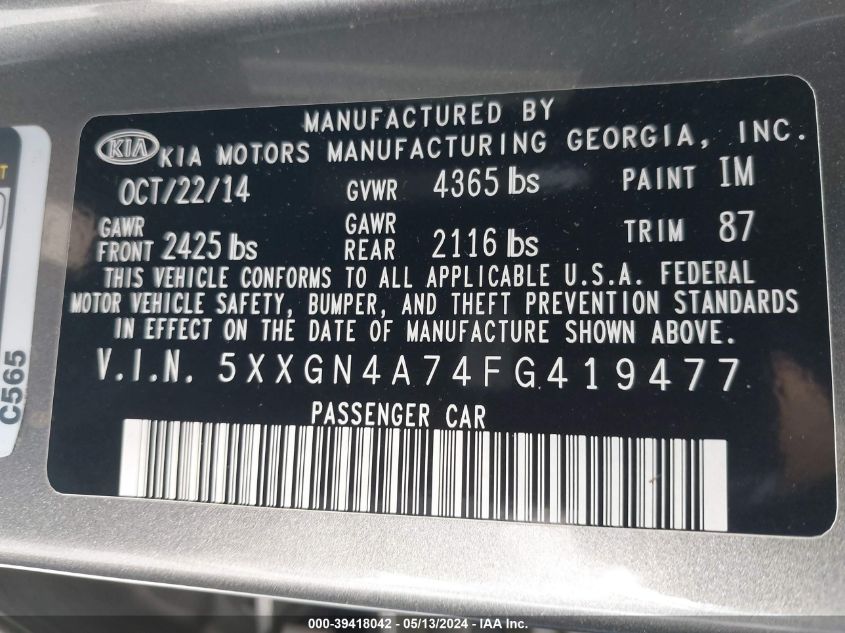 MANUFACTURED BY
KIA KIA MOTORS MANUFACTURING GEORGIA, INC.
OCT/22/14 GVWR 4365 lbs PAINT IM
GAWR FRONT 2425 lbs GAWR REAR 2116 lbs TRIM 87
THIS VEHICLE CONFORMS TO ALL APPLICABLE U.S.A. FEDERAL
MOTOR VEHICLE SAFETY, BUMPER, AND THEFT PREVENTION STANDARDS
IN EFFECT ON THE DATE OF MANUFACTURE SHOWN ABOVE.
V.I.N. 5XXGN4A74FG419477
PASSENGER CAR
C565
000-39418042 - 05/13/2024 - IAA Inc.